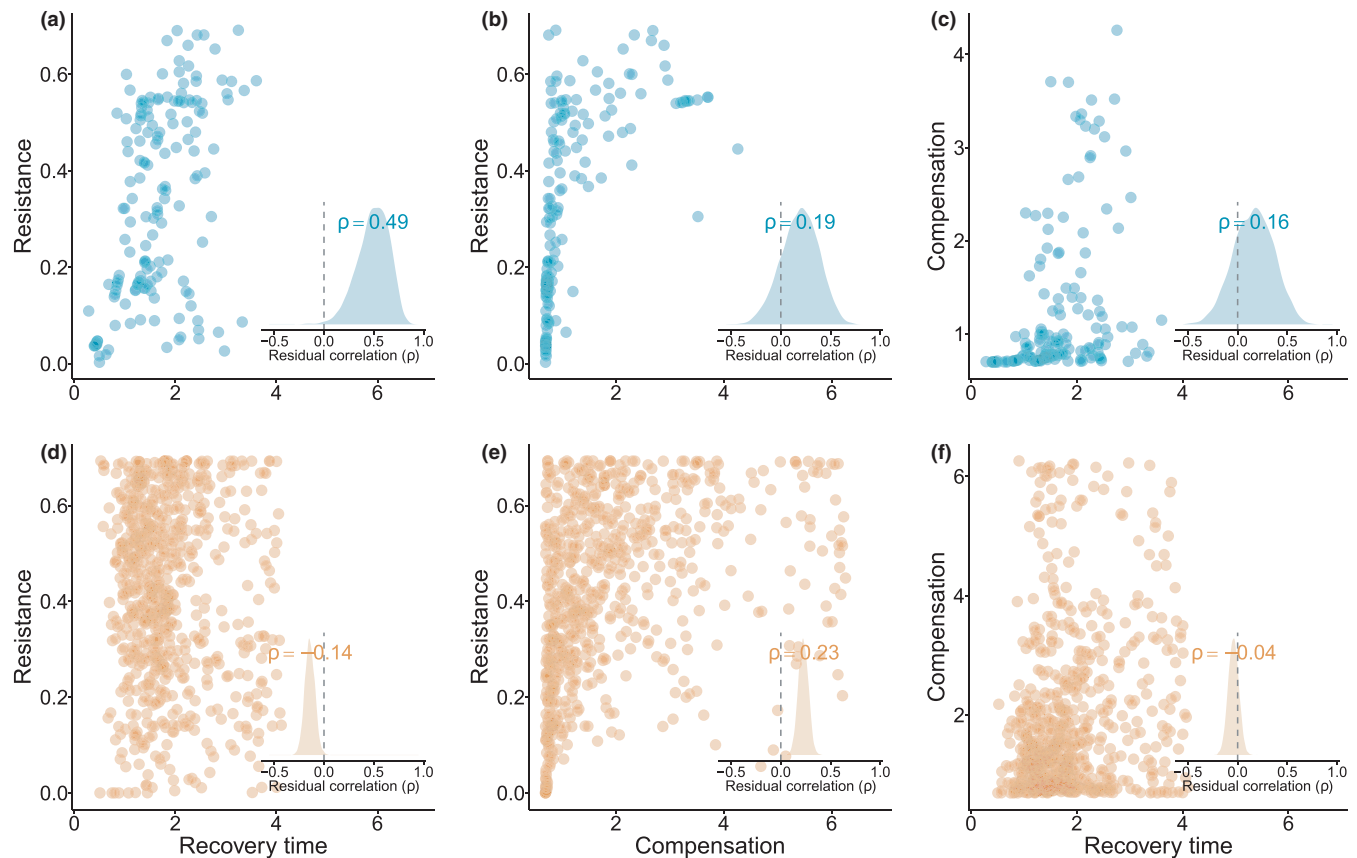 (a)
Resistance
0.6
0.4
0.2
0.0
0
2
4
6
ρ = 0.49
−0.5
0.0
0.5
1.0
Residual correlation (ρ)
(b)
Resistance
0.6
0.4
0.2
0.0
0
2
4
6
ρ = 0.19
−0.5
0.0
0.5
1.0
Residual correlation (ρ)
(c)
Compensation
4
3
2
1
0
2
4
6
ρ = 0.16
−0.5
0.0
0.5
1.0
Residual correlation (ρ)
(d)
Resistance
0.6
0.4
0.2
0.0
0
2
4
6
Recovery time
ρ = −0.14
−0.5
0.0
0.5
1.0
Residual correlation (ρ)
(e)
Resistance
0.6
0.4
0.2
0.0
0
2
4
6
Compensation
ρ = 0.23
−0.5
0.0
0.5
1.0
Residual correlation (ρ)
(f)
Compensation
6
4
2
0
2
4
6
Recovery time
ρ = −0.04
−0.5
0.0
0.5
1.0
Residual correlation (ρ)